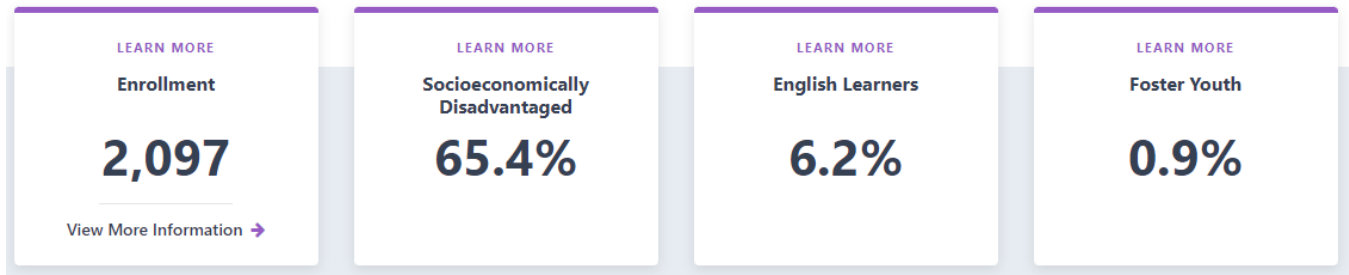 LEARN MORE
Enrollment
2,097
View More Information
LEARN MORE
Socioeconomically
Disadvantaged
65.4%
LEARN MORE
English Learners
6.2%
LEARN MORE
Foster Youth
0.9%